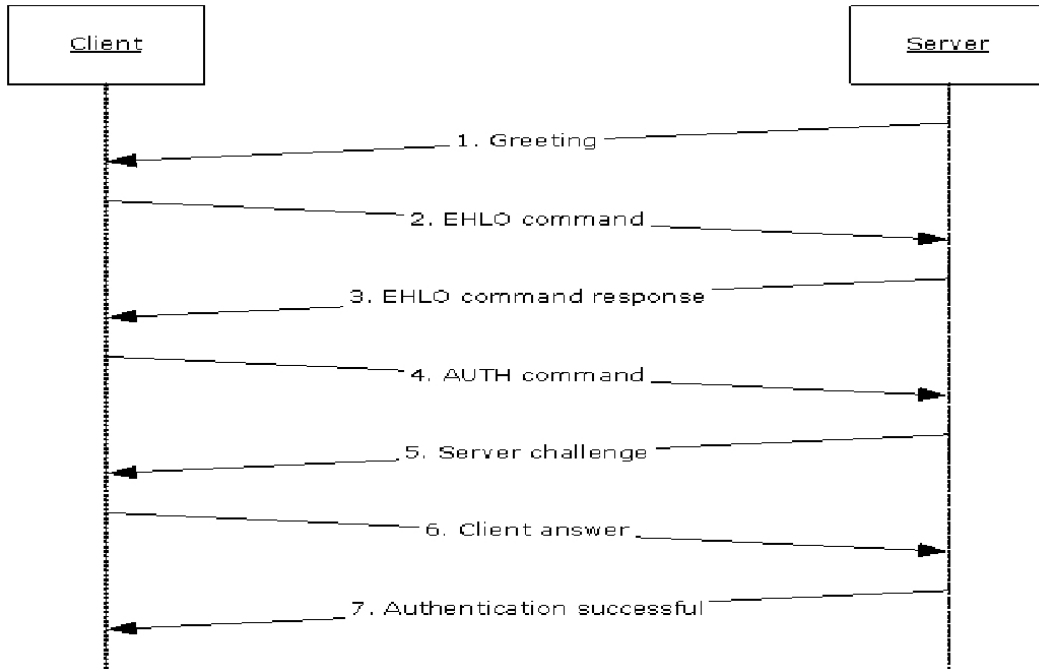 Client
Server
1. Greeting
2. EHLO command
3. EHLO command response
4. AUTH command
5. Server challenge
6. Client answer
7. Authentication successful